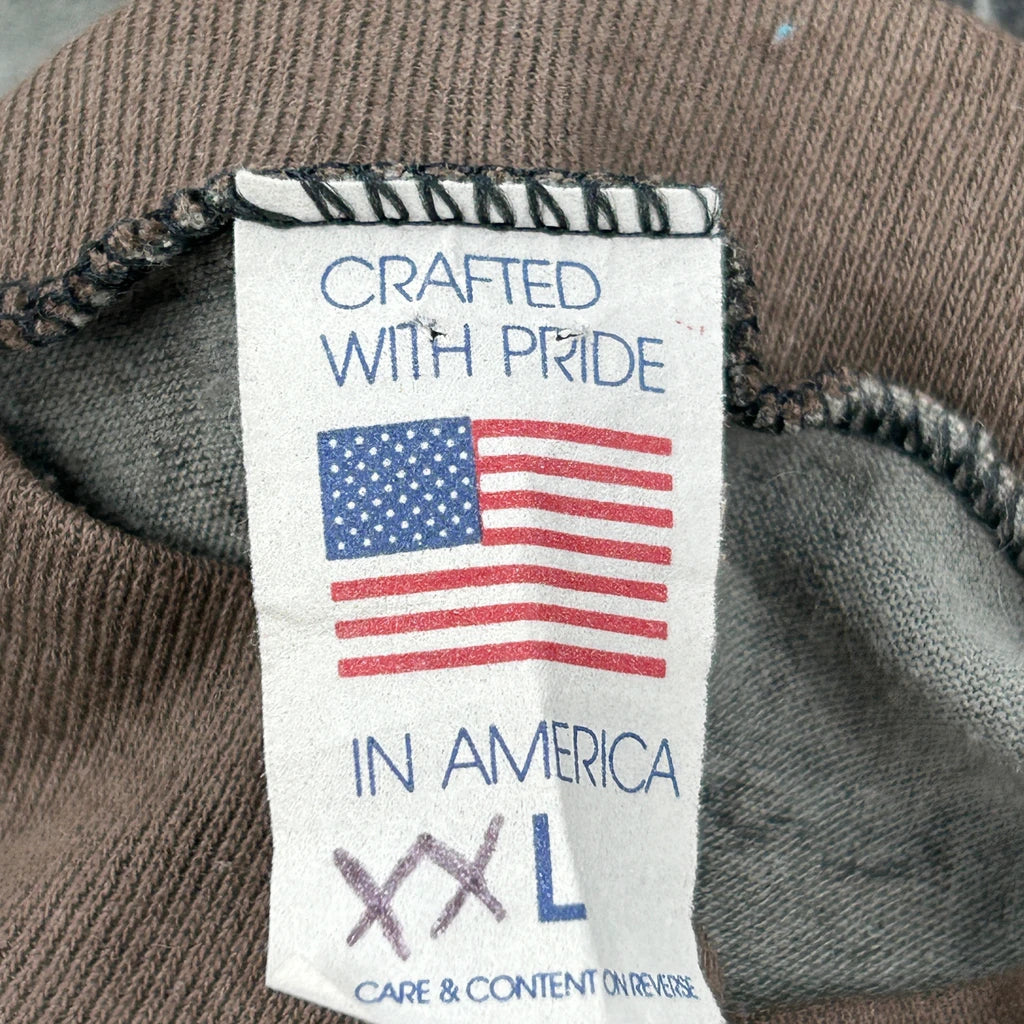 CRAFTED
WITH PRIDE
IN AMERICA
XXL
CARE & CONTENT ON REVERSE